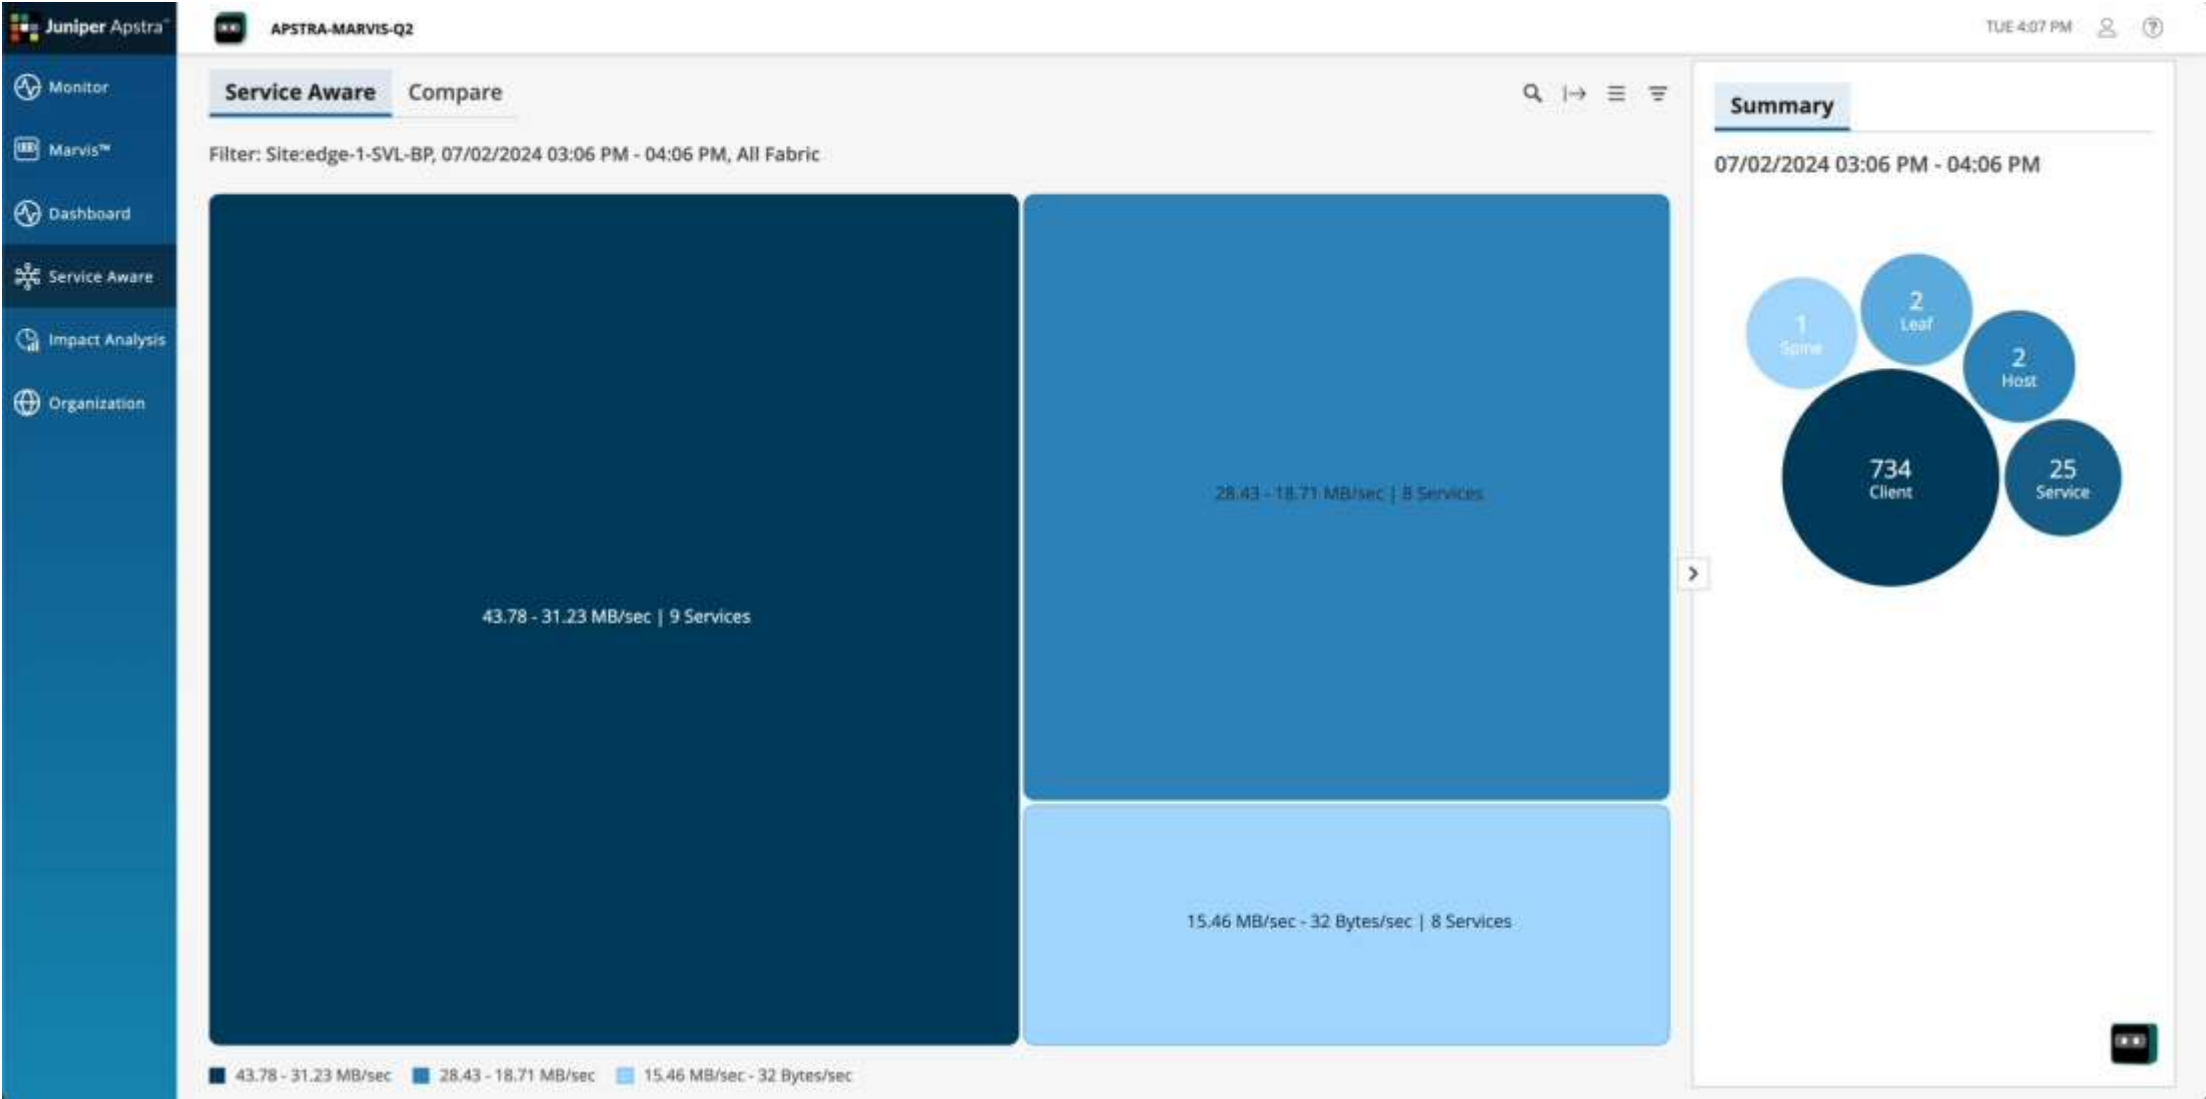 Juniper Apstra
APSTRA-MARVIS-Q2
TUE 4:07 PM
Monitor
Marvis™
Dashboard
Service Aware
Impact Analysis
Organization
Service Aware
Compare
Filter: Site:edge-1-SVL-BP, 07/02/2024 03:06 PM - 04:06 PM, All Fabric
43.78 - 31.23 MB/sec | 9 Services
28.43 - 18.71 MB/sec | 8 Services
15.46 MB/sec - 32 Bytes/sec | 8 Services
43.78 - 31.23 MB/sec
28.43 - 18.71 MB/sec
15.46 MB/sec - 32 Bytes/sec
Summary
07/02/2024 03:06 PM - 04:06 PM
1
Spine
2
Leaf
2
Host
734
Client
25
Service